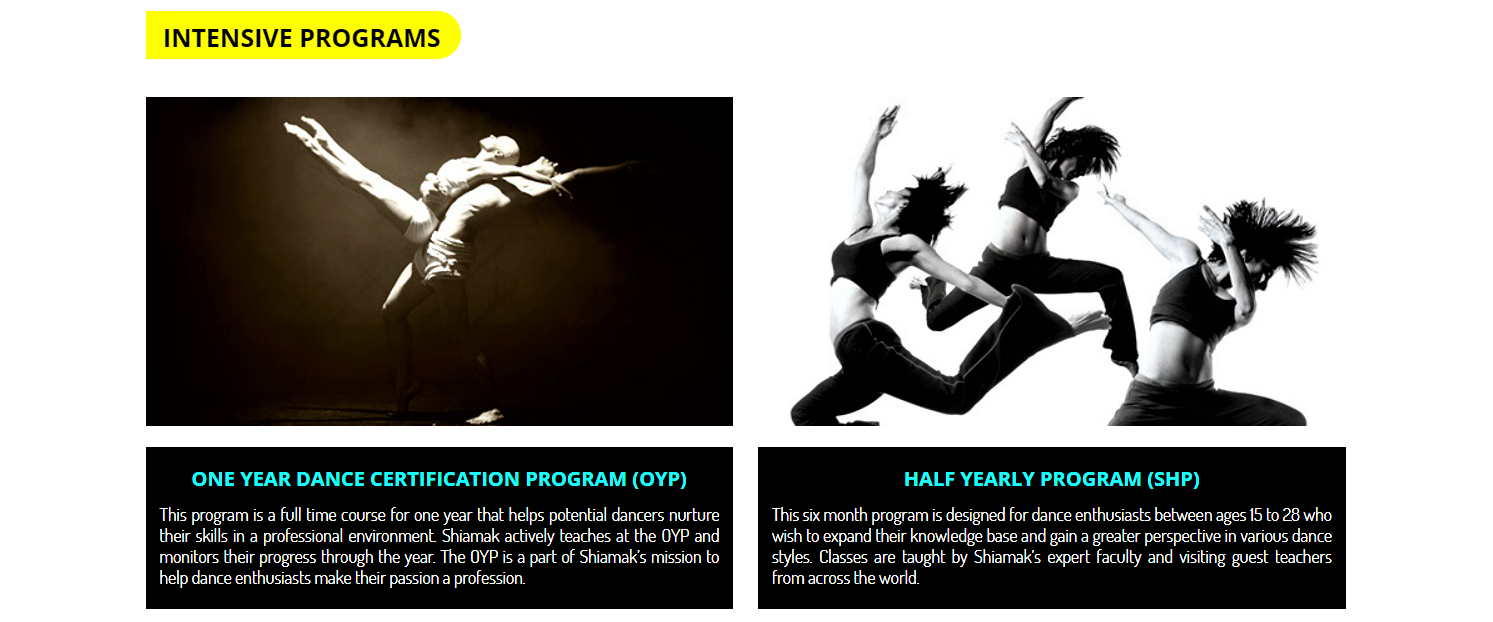 INTENSIVE PROGRAMS
ONE YEAR DANCE CERTIFICATION PROGRAM (OYP)
This program is a full time course for one year that helps potential dancers nurture
their skills in a professional environment. Shiamak actively teaches at the OYP and
monitors their progress through the year. The OYP is a part of Shiamak's mission to
help dance enthusiasts make their passion a profession.
HALF YEARLY PROGRAM (SHP)
This six month program is designed for dance enthusiasts between ages 15 to 28 who
wish to expand their knowledge base and gain a greater perspective in various dance
styles. Classes are taught by Shiamak's expert faculty and visiting guest teachers
from across the world.